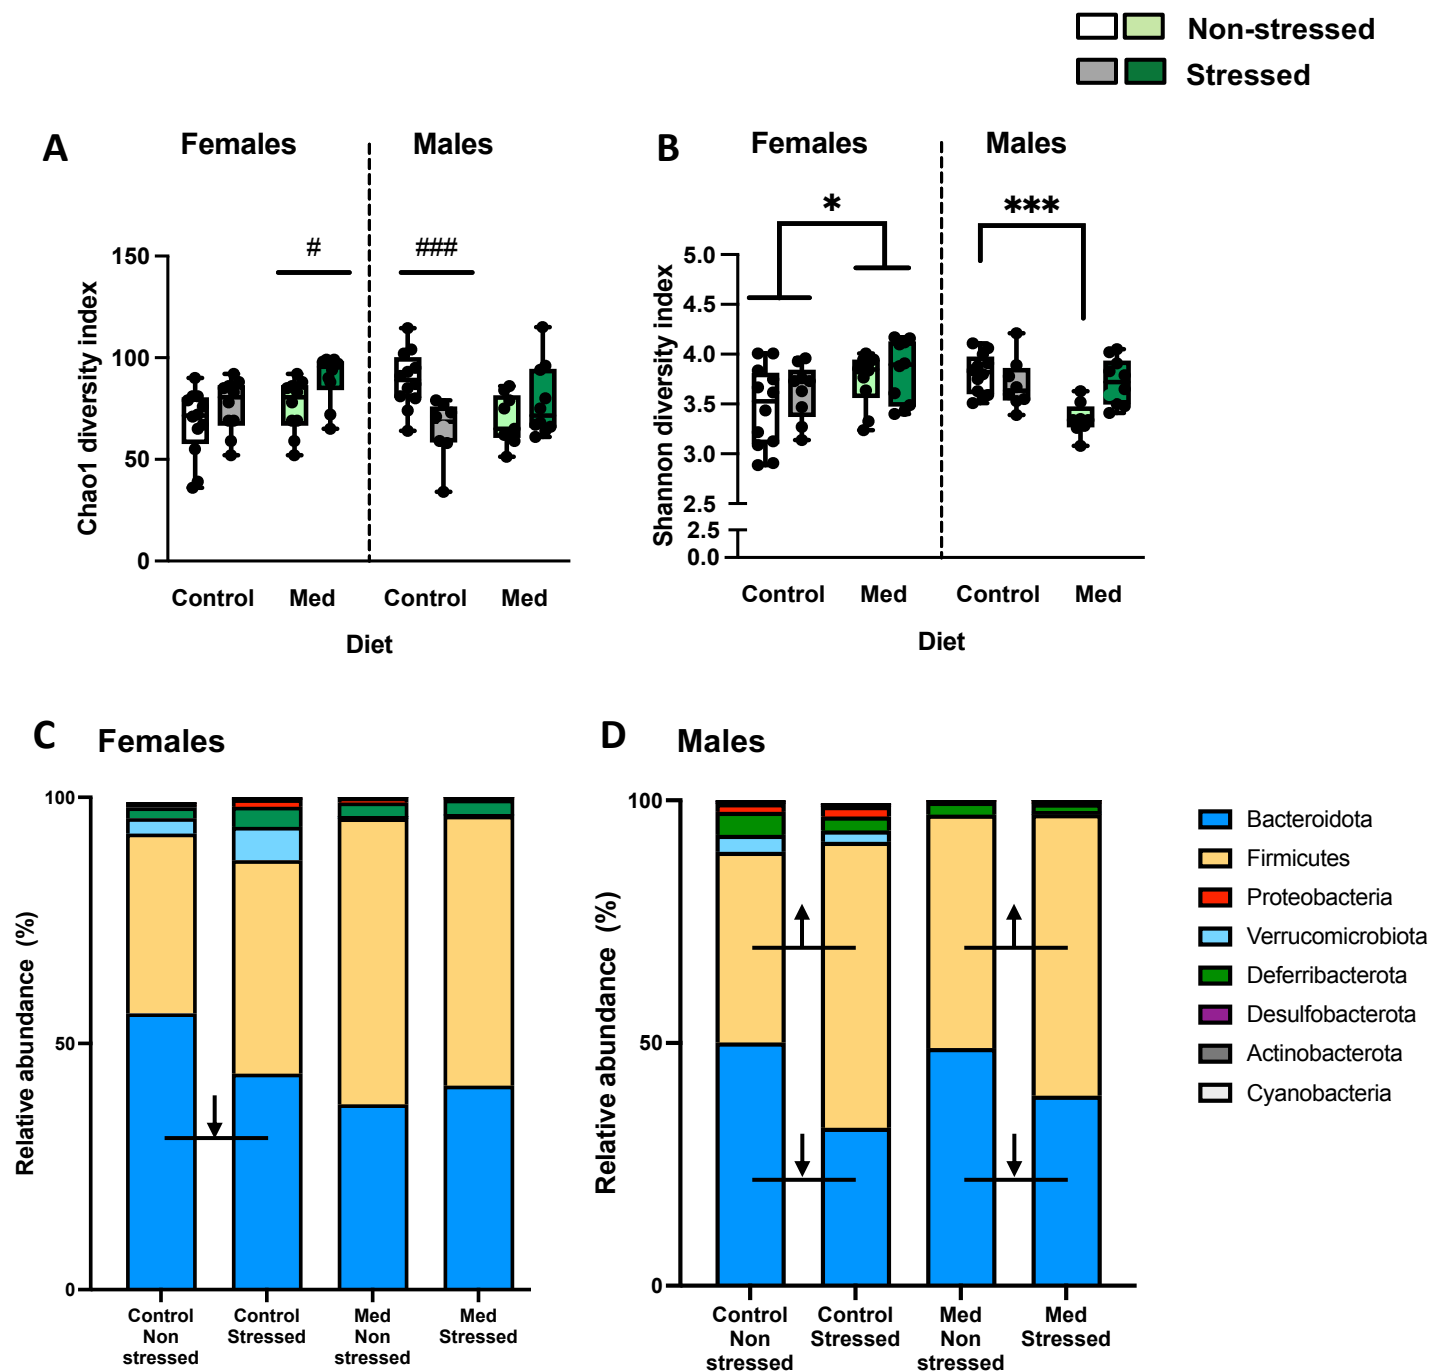 Non-stressed
Stressed
A
Females
Males
#
###
150
100
50
0
Chao1 diversity index
Control
Med
Control
Med
Diet
B
Females
Males
*
***
5.0
4.5
4.0
3.5
3.0
2.5
2.5
0.0
Shannon diversity index
Control
Med
Control
Med
Diet
C
Females
100
50
0
Relative abundance (%)
Control
Non
stressed
Control
Stressed
Med
Non
stressed
Med
Stressed
D
Males
100
50
0
Relative abundance (%)
Control
Non
stressed
Control
Stressed
Med
Non
stressed
Med
Stressed
Bacteroidota
Firmicutes
Proteobacteria
Verrucomicrobiota
Deferribacterota
Desulfobacterota
Actinobacterota
Cyanobacteria